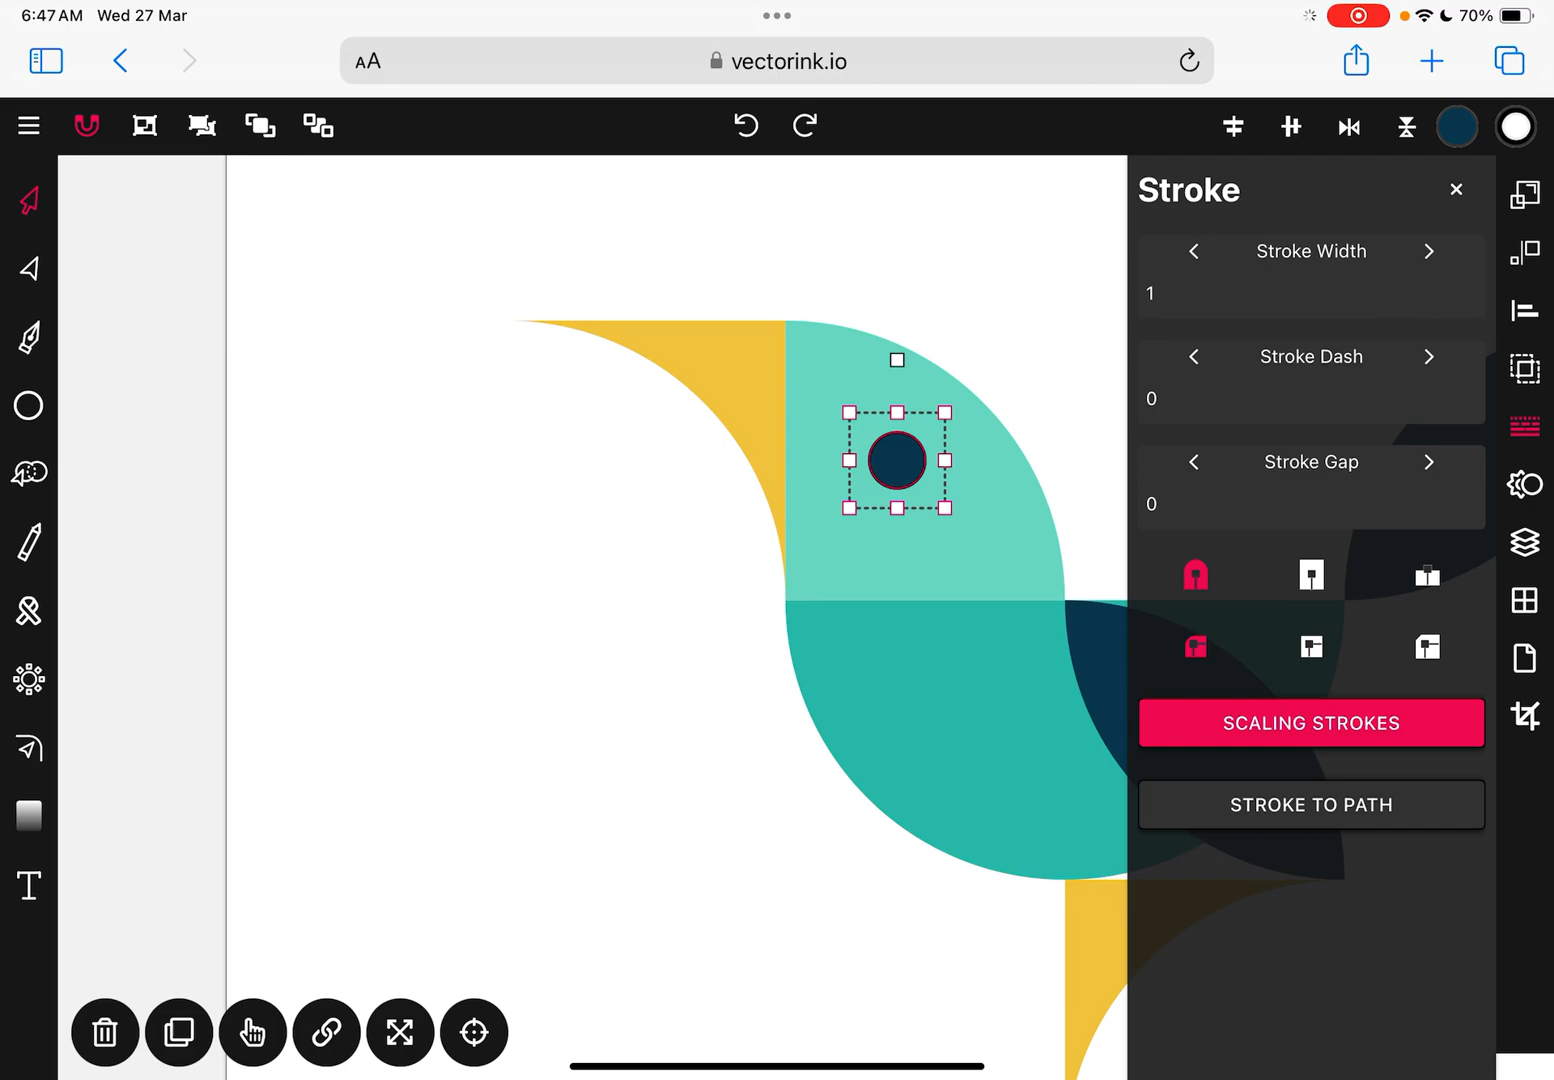 6:47 AM Wed 27 Mar
70%
AA
vectorink.io
Stroke
Stroke Width
1
Stroke Dash
0
Stroke Gap
0
SCALING STROKES
STROKE TO PATH
T